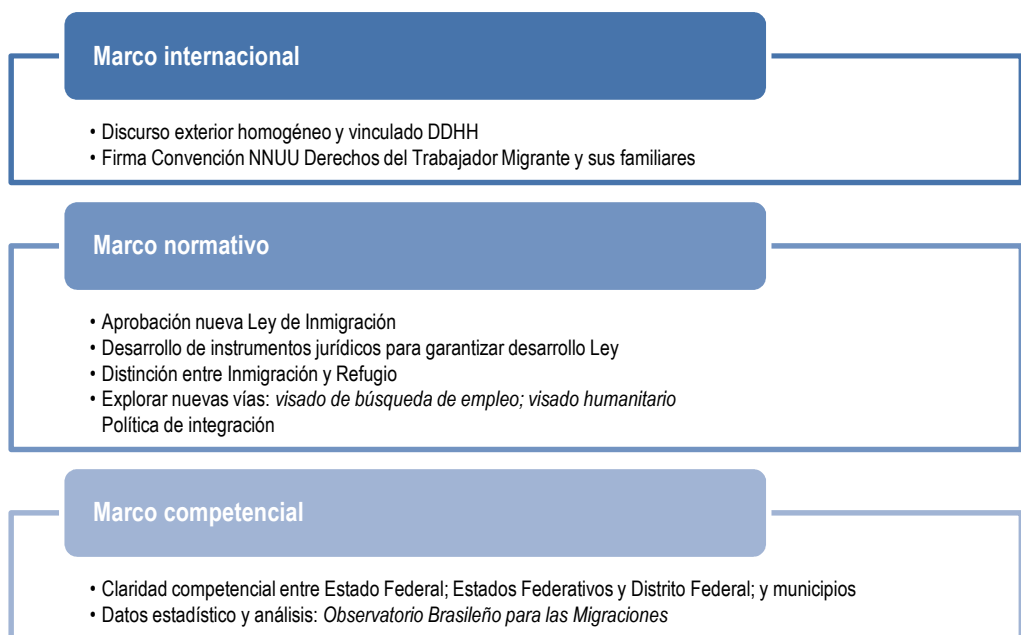 Marco internacional
• Discurso exterior homogéneo y vinculado DDHH
• Firma Convención NNUU Derechos del Trabajador Migrante y sus familiares
Marco normativo
• Aprobación nueva Ley de Inmigración
• Desarrollo de instrumentos jurídicos para garantizar desarrollo Ley
• Distinción entre Inmigración y Refugio
• Explorar nuevas vías: visado de búsqueda de empleo; visado humanitario
Política de integración
Marco competencial
• Claridad competencial entre Estado Federal; Estados Federativos y Distrito Federal; y municipios
• Datos estadístico y análisis: Observatorio Brasileño para las Migraciones